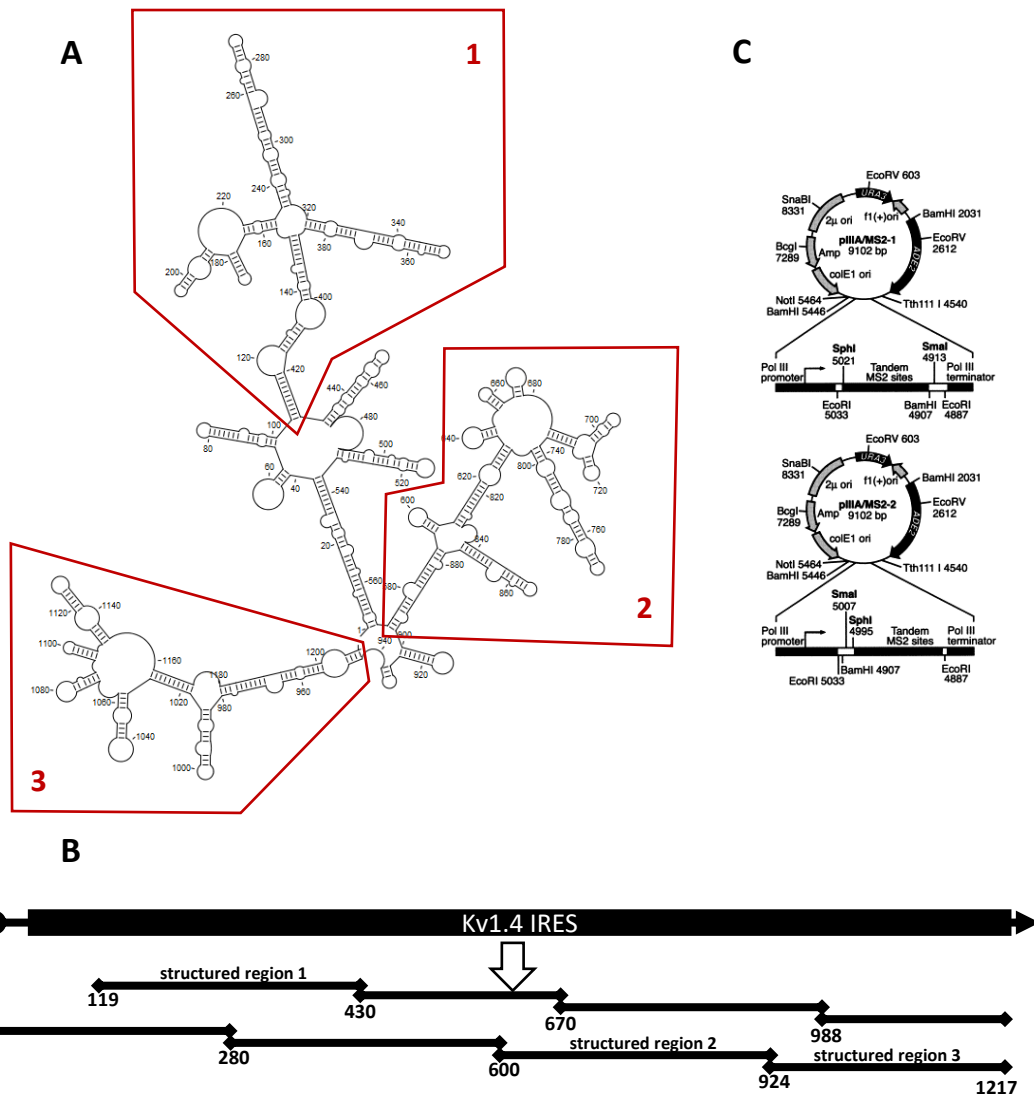 A
1
280
260
300
240
220
320
340
160
380
360
180
200
140
400
120
420
440
460
100
480
80
500
60
520
40
540
20
560
1
660
680
640
700
740
620
800
720
820
600
760
840
780
880
580
860
2
900
940
920
1140
1120
1100
1160
1200
1180
1080
1060
1020
980
960
1040
1000
3
B
Kv1.4 IRES
structured region 1
119
430
670
988
280
600
structured region 2
924
structured region 3
1217
C
EcoRV 603
SnaBI
8331
URA3
2µ ori
f1(+)ori
BamHI 2031
pIIIA/MS2-1
9102 bp
EcoRV
2612
BcgI
7289
Amp
ADE2
colE1 ori
NotI 5464
BamHI 5446
Tth111 I 4540
SphI
5021
SmaI
4913
Pol III
promoter
Tandem
MS2 sites
Pol III
terminator
EcoRI
5033
BamHI
4907
EcoRI
4887
EcoRV 603
SnaBI
8331
URA3
2µ ori
f1(+)ori
BamHI 2031
pIIIA/MS2-2
9102 bp
EcoRV
2612
BcgI
7289
Amp
ADE2
colE1 ori
NotI 5464
BamHI 5446
Tth111 I 4540
SmaI
5007
SphI
4995
Pol III
promoter
Tandem
MS2 sites
Pol III
terminator
BamHI 4907
EcoRI 5033
EcoRI
4887